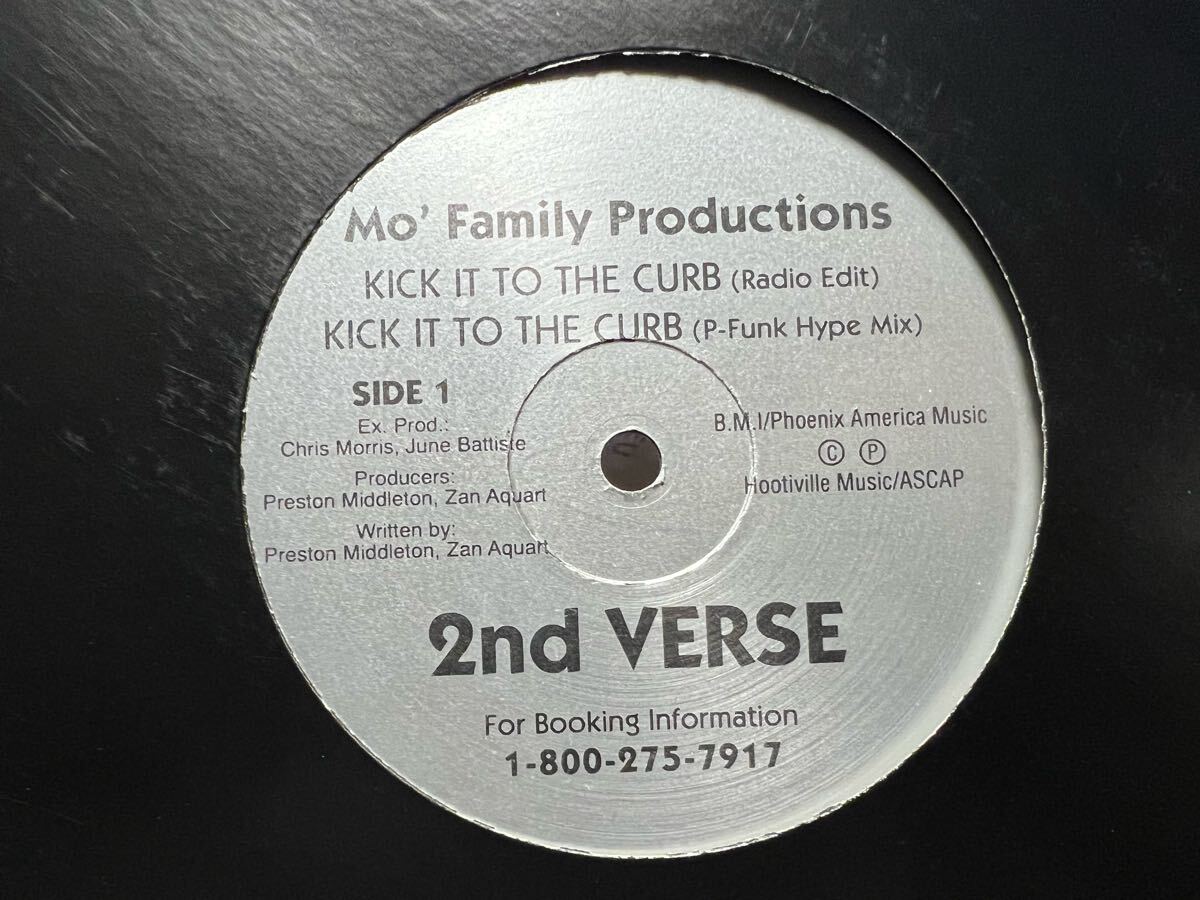 Mo' Family Productions
KICK IT TO THE CURB (Radio Edit)
KICK IT TO THE CURB (P-Funk Hype Mix)
SIDE 1
Ex. Prod.:
Chris Morris, June Battiste
Producers:
Preston Middleton, Zan Aquart
Written by:
Preston Middleton, Zan Aquart
B.M.I/Phoenix America Music
Ⓒ Ⓟ
Hootiville Music/ASCAP
2nd VERSE
For Booking Information
1-800-275-7917